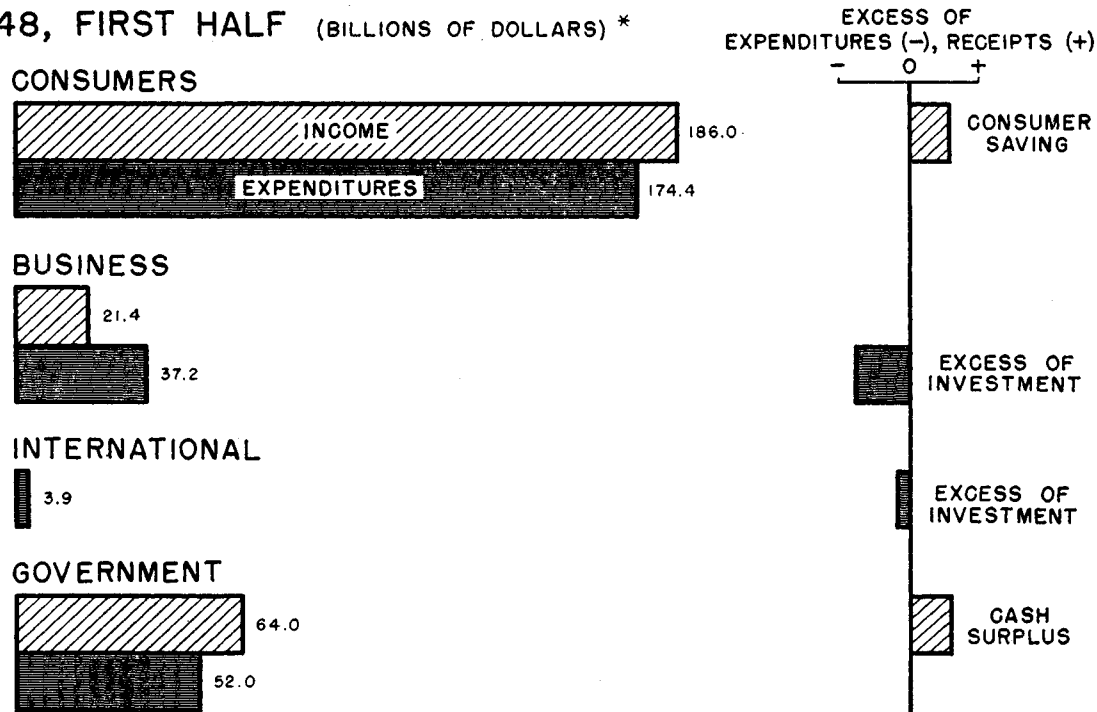 48, FIRST HALF (BILLIONS OF DOLLARS) *
EXCESS OF
EXPENDITURES (–), RECEIPTS (+)
– 0 +
CONSUMERS
INCOME 186.0
EXPENDITURES 174.4
CONSUMER
SAVING
BUSINESS
21.4
37.2
EXCESS OF
INVESTMENT
INTERNATIONAL
3.9
EXCESS OF
INVESTMENT
GOVERNMENT
64.0
52.0
CASH
SURPLUS